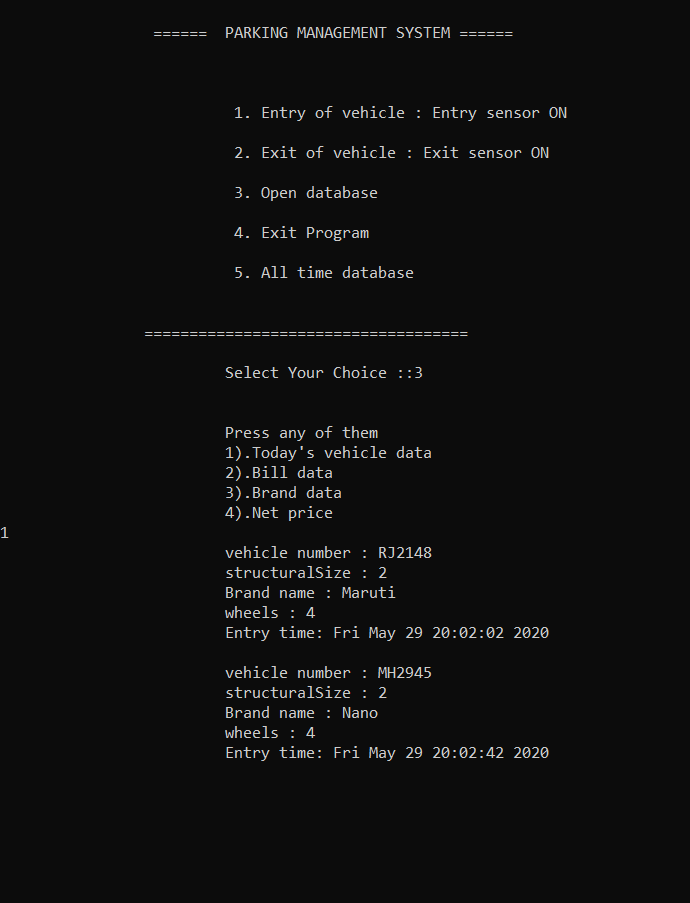 ====== PARKING MANAGEMENT SYSTEM ======
1. Entry of vehicle : Entry sensor ON
2. Exit of vehicle : Exit sensor ON
3. Open database
4. Exit Program
5. All time database
====================================
Select Your Choice ::3
Press any of them
1).Today's vehicle data
2).Bill data
3).Brand data
4).Net price
1
vehicle number : RJ2148
structuralSize : 2
Brand name : Maruti
wheels : 4
Entry time: Fri May 29 20:02:02 2020
vehicle number : MH2945
structuralSize : 2
Brand name : Nano
wheels : 4
Entry time: Fri May 29 20:02:42 2020